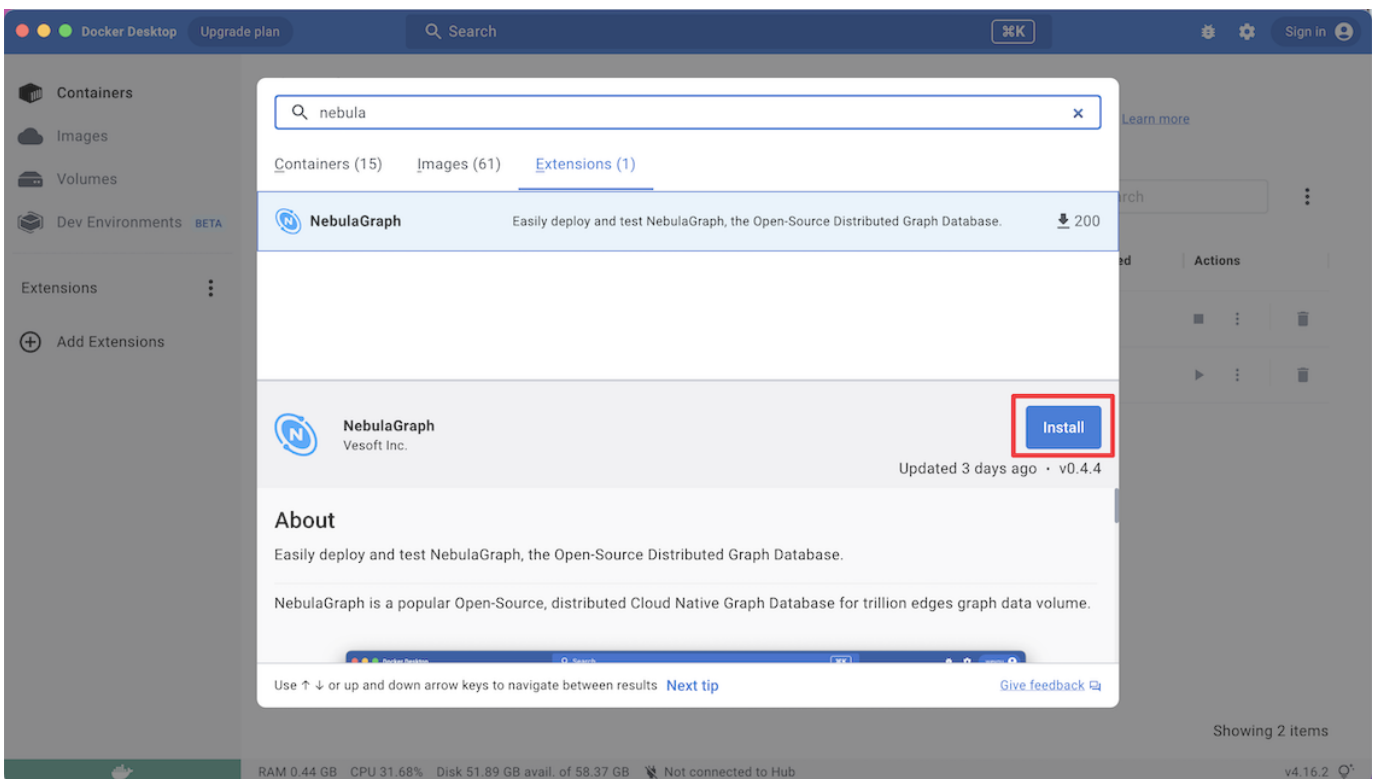 Docker Desktop Upgrade plan Search ⌘K Sign in
Containers
Images
Volumes
Dev Environments BETA
Extensions
Add Extensions
nebula
Containers (15) Images (61) Extensions (1)
NebulaGraph Easily deploy and test NebulaGraph, the Open-Source Distributed Graph Database. 200
NebulaGraph
Vesoft Inc.
Install
Updated 3 days ago · v0.4.4
About
Easily deploy and test NebulaGraph, the Open-Source Distributed Graph Database.
NebulaGraph is a popular Open-Source, distributed Cloud Native Graph Database for trillion edges graph data volume.
Docker Desktop Search ⌘K
Use ↑ ↓ or up and down arrow keys to navigate between results Next tip Give feedback
Learn more
Actions
Showing 2 items
RAM 0.44 GB CPU 31.68% Disk 51.89 GB avail. of 58.37 GB Not connected to Hub v4.16.2